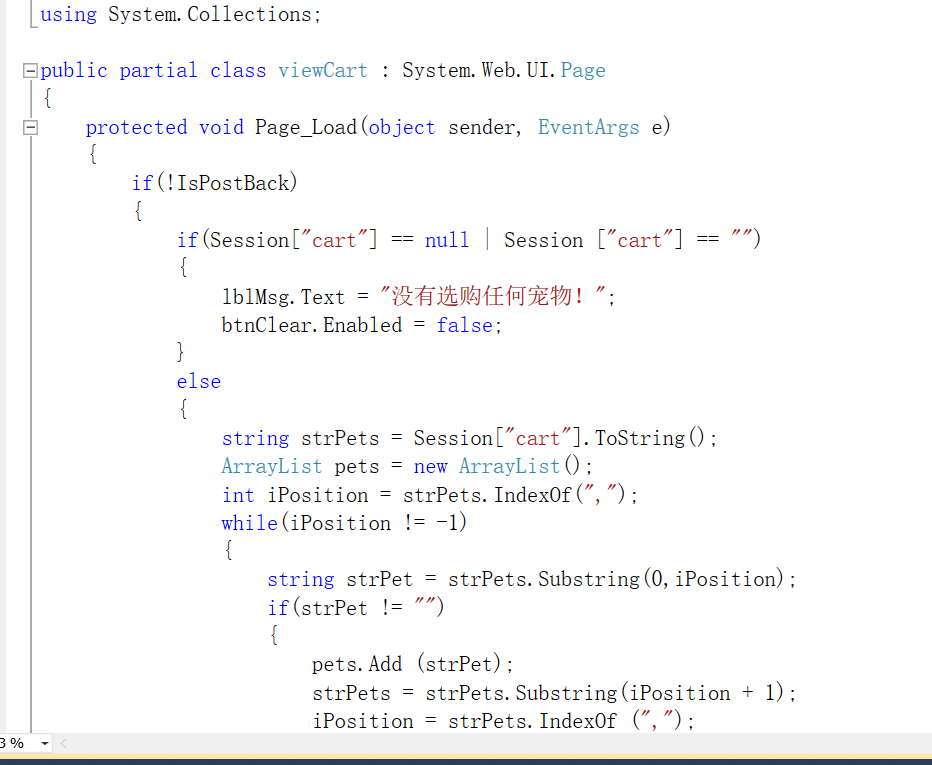 using System.Collections;
public partial class viewCart : System.Web.UI.Page
{
protected void Page_Load(object sender, EventArgs e)
{
if(!IsPostBack)
{
if(Session["cart"] == null | Session ["cart"] == "")
{
lblMsg.Text = "没有选购任何宠物！";
btnClear.Enabled = false;
}
else
{
string strPets = Session["cart"].ToString();
ArrayList pets = new ArrayList();
int iPosition = strPets.IndexOf(",");
while(iPosition != -1)
{
string strPet = strPets.Substring(0,iPosition);
if(strPet != "")
{
pets.Add (strPet);
strPets = strPets.Substring(iPosition + 1);
iPosition = strPets.IndexOf (",");
3 %